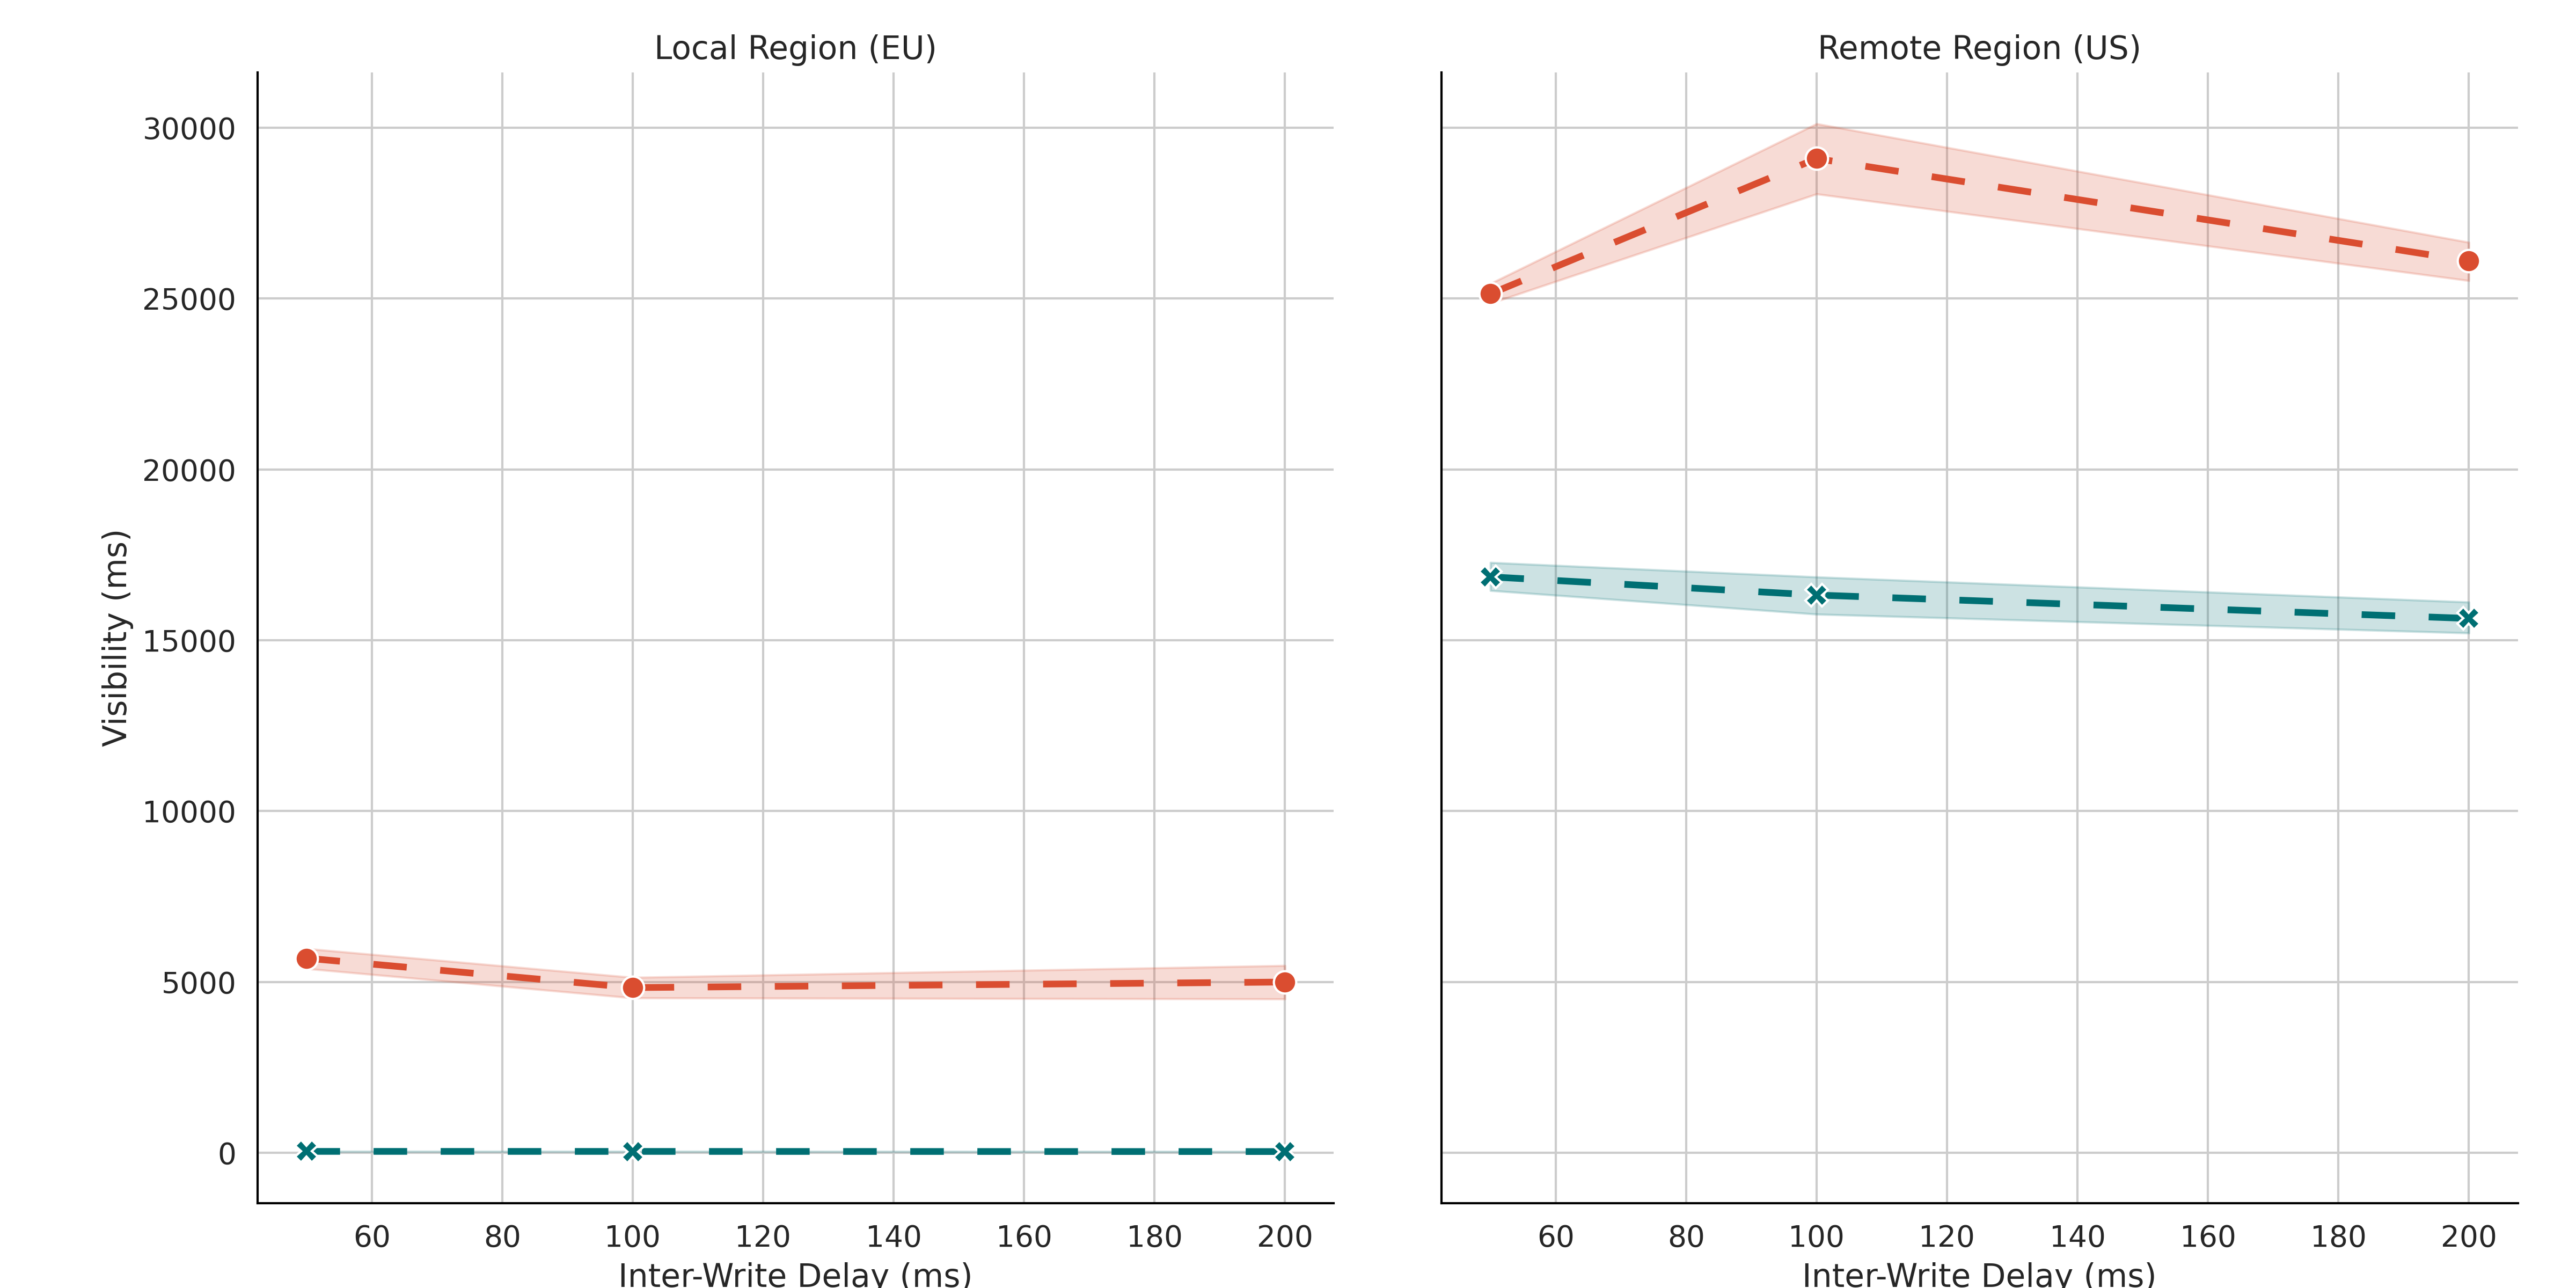 Local Region (EU)
Remote Region (US)
Visibility (ms)
30000
25000
20000
15000
10000
5000
0
60 80 100 120 140 160 180 200
60 80 100 120 140 160 180 200
Inter-Write Delay (ms)
Inter-Write Delay (ms)